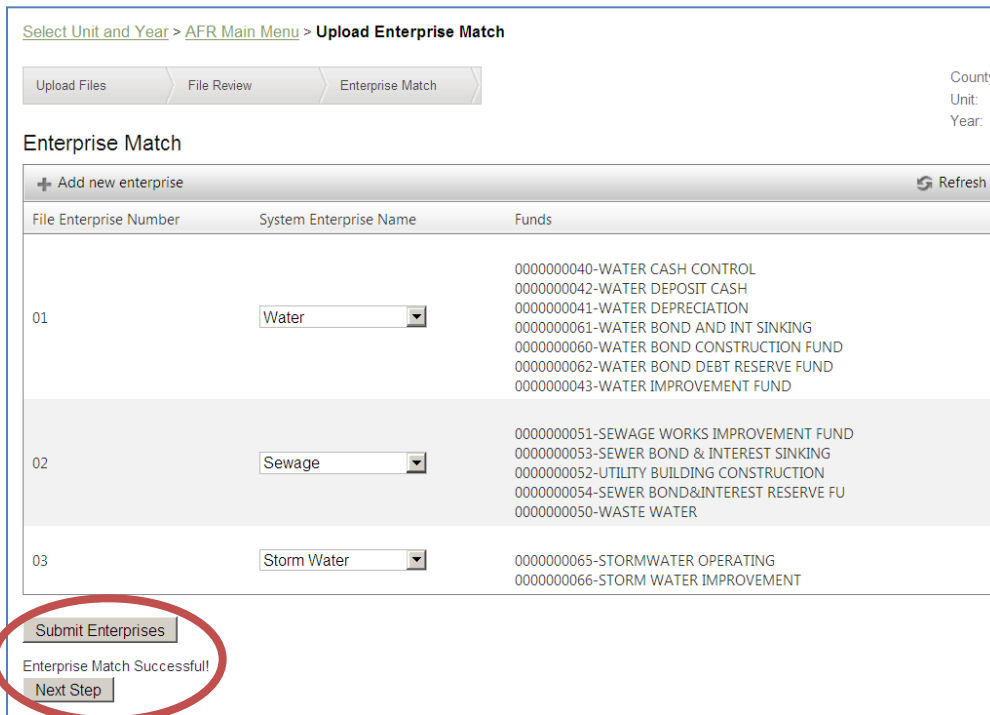 Select Unit and Year > AFR Main Menu > Upload Enterprise Match
Upload Files File Review Enterprise Match
County
Unit:
Year:
Enterprise Match
Add new enterprise Refresh
File Enterprise Number System Enterprise Name Funds
01 Water
0000000040-WATER CASH CONTROL
0000000042-WATER DEPOSIT CASH
0000000041-WATER DEPRECIATION
0000000061-WATER BOND AND INT SINKING
0000000060-WATER BOND CONSTRUCTION FUND
0000000062-WATER BOND DEBT RESERVE FUND
0000000043-WATER IMPROVEMENT FUND
02 Sewage
0000000051-SEWAGE WORKS IMPROVEMENT FUND
0000000053-SEWER BOND & INTEREST SINKING
0000000052-UTILITY BUILDING CONSTRUCTION
0000000054-SEWER BOND&INTEREST RESERVE FU
0000000050-WASTE WATER
03 Storm Water
0000000065-STORMWATER OPERATING
0000000066-STORM WATER IMPROVEMENT
Submit Enterprises
Enterprise Match Successful!
Next Step